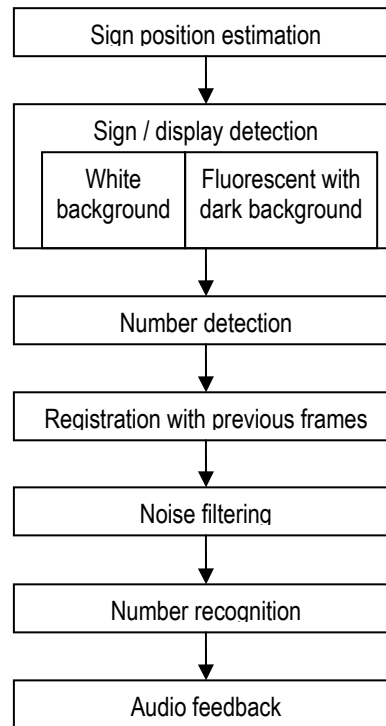 Sign position estimation
Sign / display detection
White
background
Fluorescent with
dark background
Number detection
Registration with previous frames
Noise filtering
Number recognition
Audio feedback